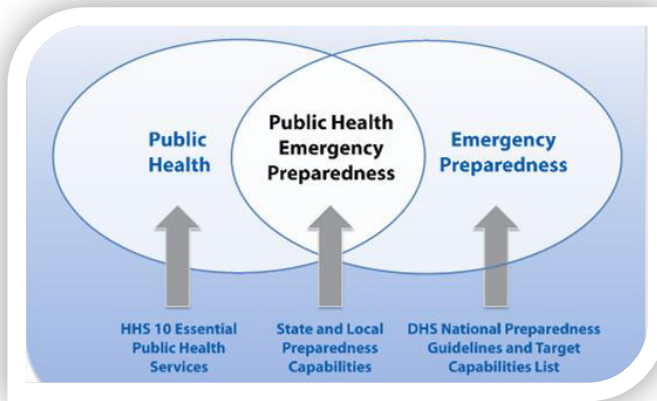 Public
Health
Public Health
Emergency
Preparedness
Emergency
Preparedness
HHS 10 Essential
Public Health
Services
State and Local
Preparedness
Capabilities
DHS National Preparedness
Guidelines and Target
Capabilities List